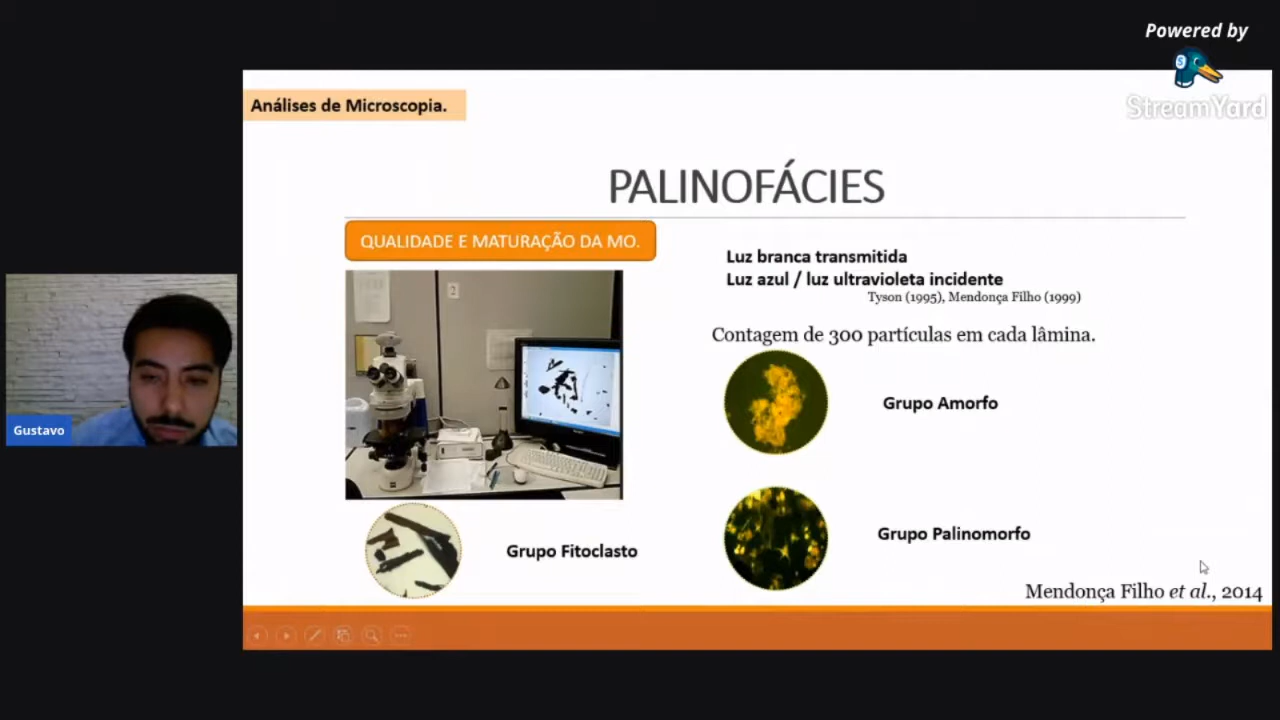 Powered by
StreamYard
Análises de Microscopia.
PALINOFÁCIES
QUALIDADE E MATURAÇÃO DA MO.
Luz branca transmitida
Luz azul / luz ultravioleta incidente
Tyson (1995), Mendonça Filho (1999)
Contagem de 300 partículas em cada lâmina.
Grupo Amorfo
Gustavo
Grupo Palinomorfo
Grupo Fitoclasto
Mendonça Filho et al., 2014